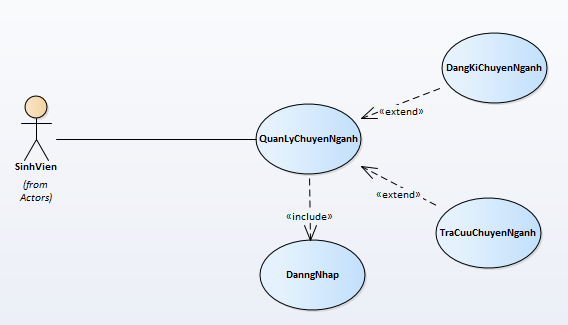 DangKiChuyenNganh
«extend»
QuanLyChuyenNganh
SinhVien
(from
Actors)
«extend»
«include»
TraCuuChuyenNganh
DanngNhap